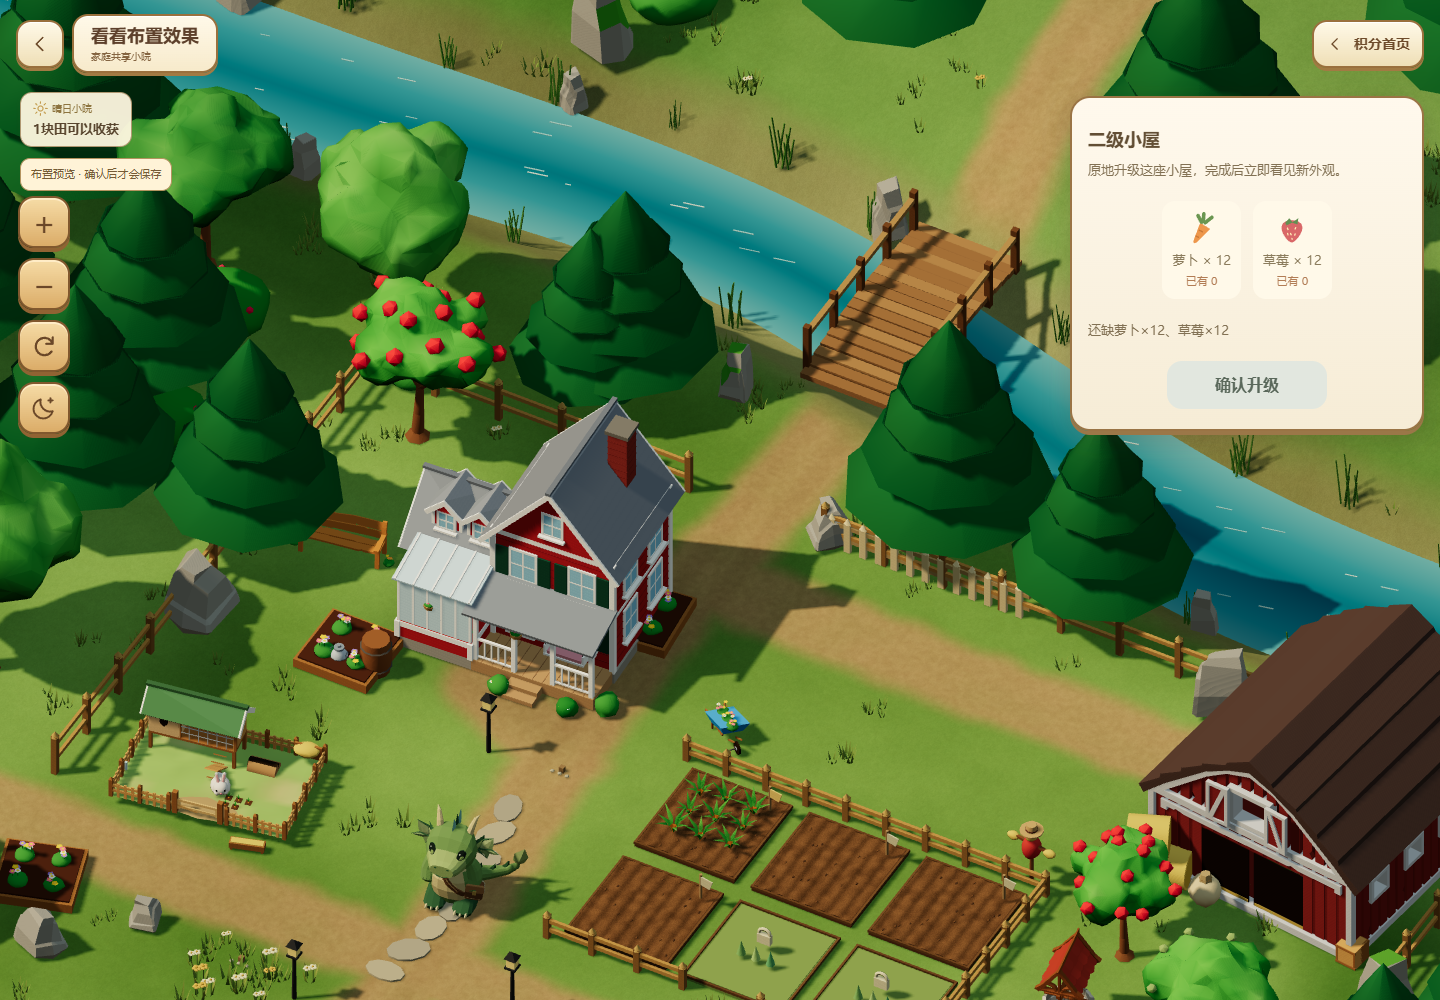 看看布置效果
家庭共享小院
积分首页
晴日小院
1块田可以收获
布置预览 · 确认后才会保存
二级小屋
原地升级这座小屋，完成后立即看见新外观。
萝卜 × 12
已有 0
草莓 × 12
已有 0
还缺萝卜×12、草莓×12
确认升级